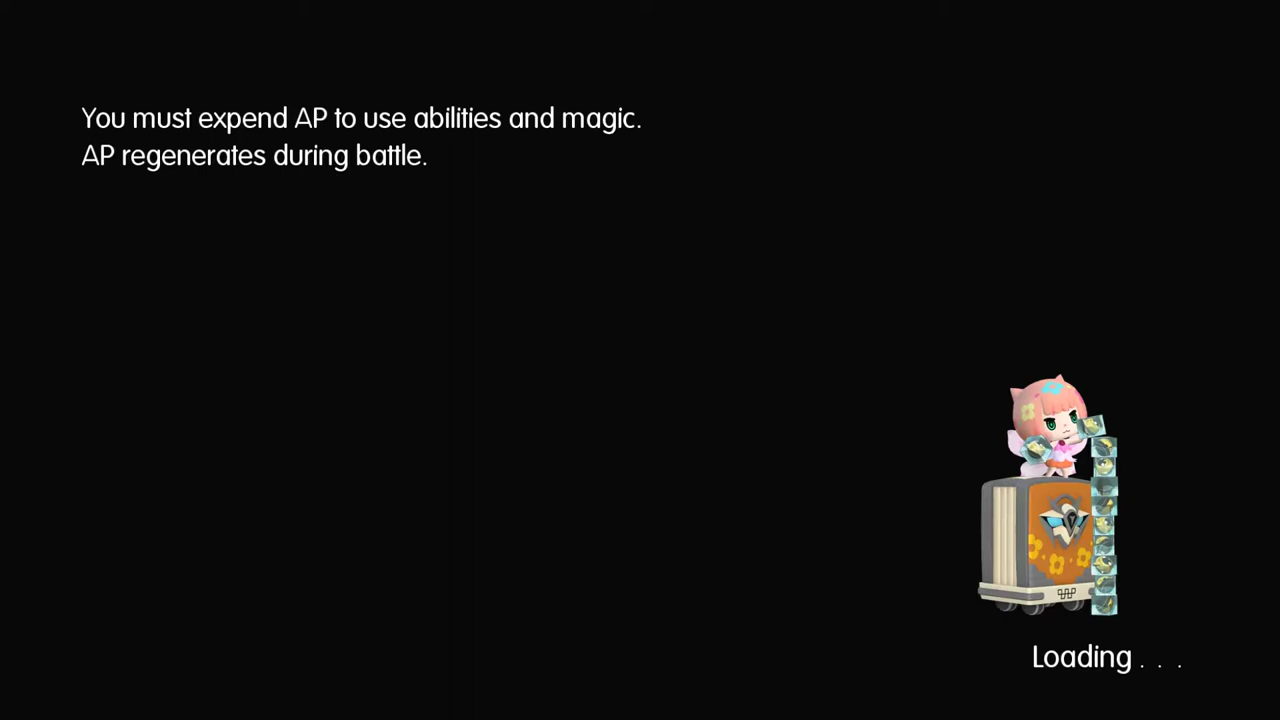 You must expend AP to use abilities and magic.
AP regenerates during battle.
Loading . . .